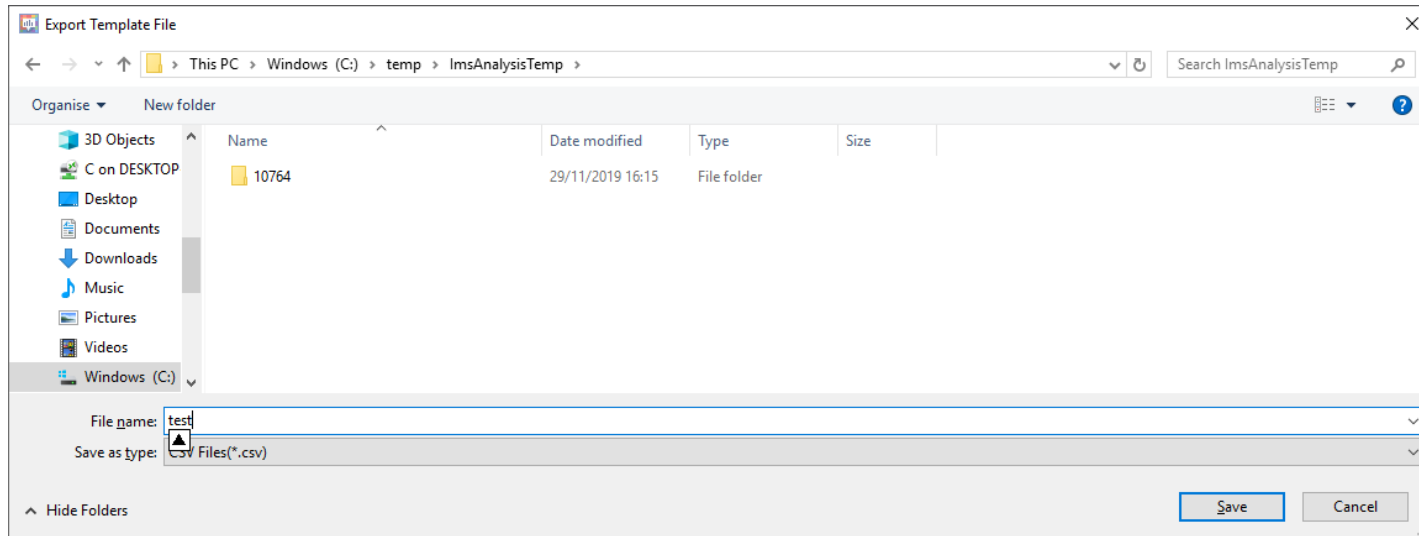 Export Template File
This PC > Windows (C:) > temp > ImsAnalysisTemp >
Search ImsAnalysisTemp
Organise
New folder
Name
Date modified
Type
Size
10764
29/11/2019 16:15
File folder
3D Objects
C on DESKTOP
Desktop
Documents
Downloads
Music
Pictures
Videos
Windows (C:)
File name: test
Save as type: CSV Files(*.csv)
Hide Folders
Save
Cancel